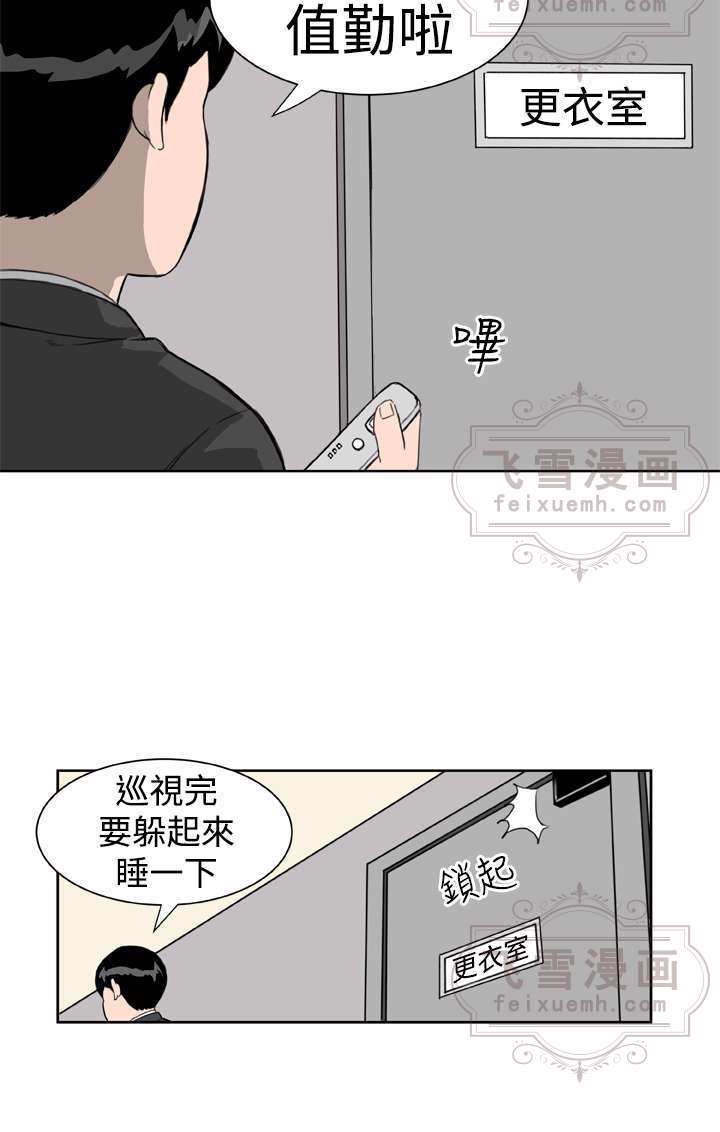 飞雪漫画
feixuemh.com
值勤啦
更衣室
嗶
飞雪漫画
feixuemh.com
巡視完
要躲起來
睡一下
鎖起
更衣室
飞雪漫画
feixuemh.com